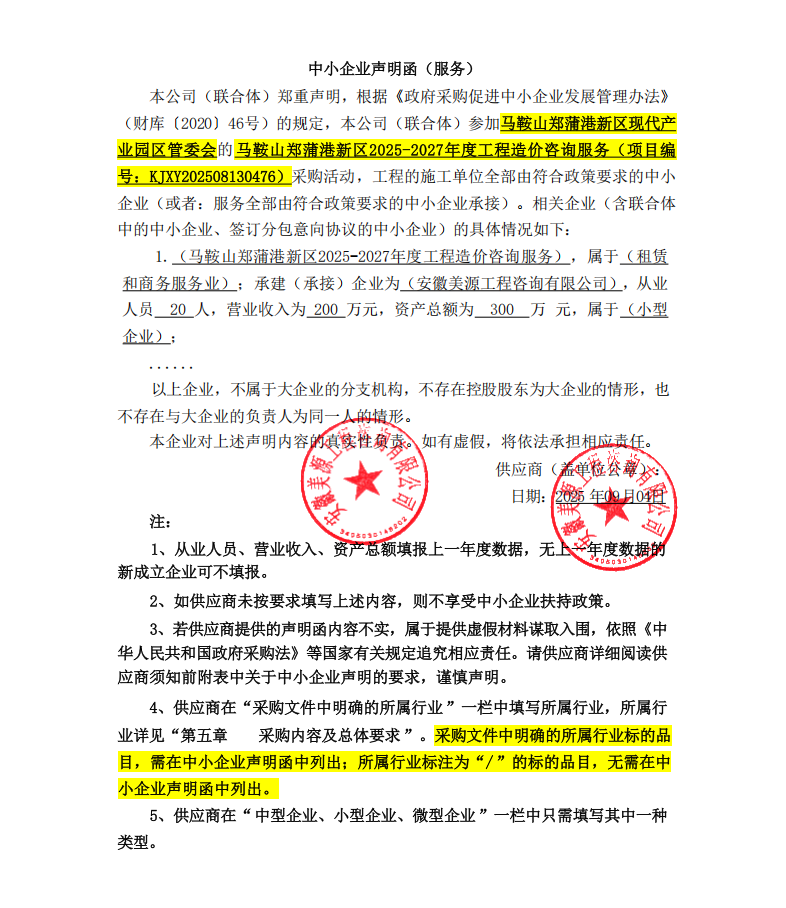 中小企业声明函（服务）
本公司（联合体）郑重声明，根据《政府采购促进中小企业发展管理办法》
（财库〔2020〕46号）的规定，本公司（联合体）参加马鞍山郑蒲港新区现代产
业园区管委会的马鞍山郑蒲港新区2025-2027年度工程造价咨询服务（项目编
号：KJXY202508130476）采购活动，工程的施工单位全部由符合政策要求的中小
企业（或者：服务全部由符合政策要求的中小企业承接）。相关企业（含联合体
中的中小企业、签订分包意向协议的中小企业）的具体情况如下：
1.（马鞍山郑蒲港新区2025-2027年度工程造价咨询服务），属于（租赁
和商务服务业）；承建（承接）企业为（安徽美源工程咨询有限公司），从业
人员 20 人，营业收入为 200 万元，资产总额为 300 万 元，属于（小型
企业）；
......
以上企业，不属于大企业的分支机构，不存在控股股东为大企业的情形，也
不存在与大企业的负责人为同一人的情形。
本企业对上述声明内容的真实性负责。如有虚假，将依法承担相应责任。
供应商（盖单位公章）：
日期：2025 年09月04日
安徽美源工程咨询有限公司
3405030148202
安徽美源工程咨询有限公司
注：
1、从业人员、营业收入、资产总额填报上一年度数据，无上一年度数据的
新成立企业可不填报。
2、如供应商未按要求填写上述内容，则不享受中小企业扶持政策。
3、若供应商提供的声明函内容不实，属于提供虚假材料谋取入围，依照《中
华人民共和国政府采购法》等国家有关规定追究相应责任。请供应商详细阅读供
应商须知前附表中关于中小企业声明的要求，谨慎声明。
4、供应商在“采购文件中明确的所属行业”一栏中填写所属行业，所属行
业详见“第五章 采购内容及总体要求”。采购文件中明确的所属行业标的品
目，需在中小企业声明函中列出；所属行业标注为“/”的标的品目，无需在中
小企业声明函中列出。
5、供应商在“中型企业、小型企业、微型企业”一栏中只需填写其中一种
类型。